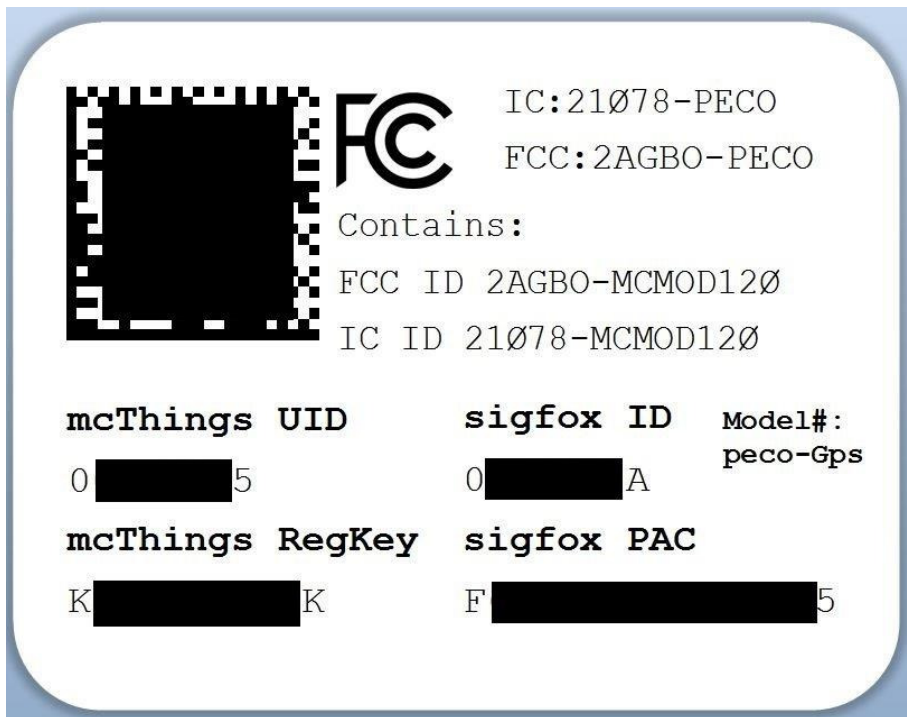 FC
IC:21Ø78-PECO
FCC:2AGBO-PECO
Contains:
FCC ID 2AGBO-MCMOD12Ø
IC ID 21Ø78-MCMOD12Ø
mcThings UID
0 5
sigfox ID
0 A
Model#:
peco-Gps
mcThings RegKey
K K
sigfox PAC
F 5